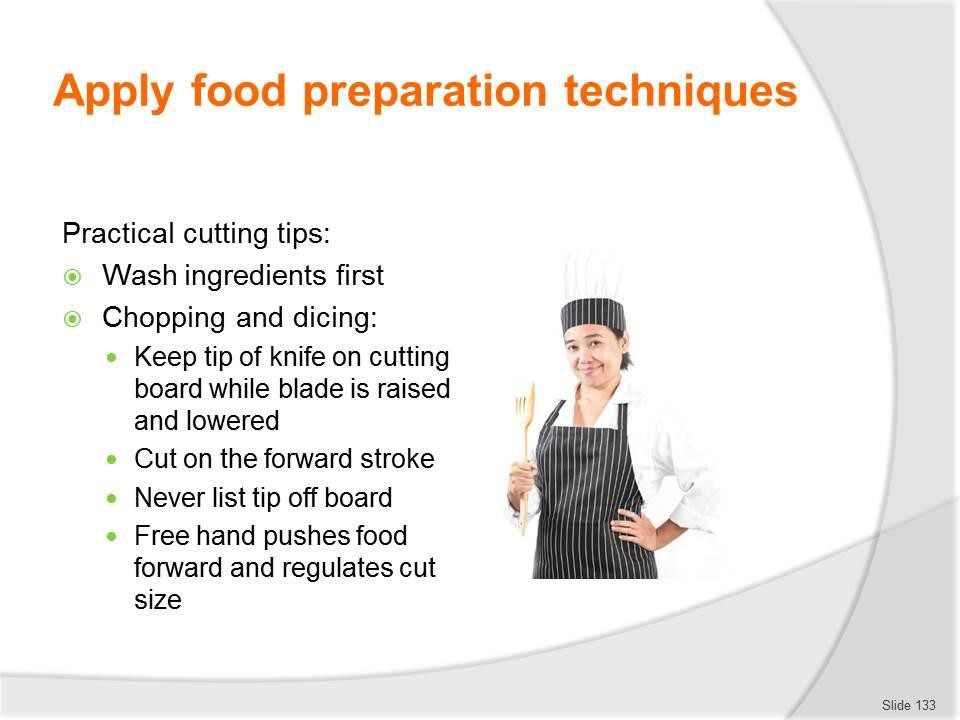 Apply food preparation techniques
Practical cutting tips:
Wash ingredients first
Chopping and dicing:
Keep tip of knife on cutting
board while blade is raised
and lowered
Cut on the forward stroke
Never list tip off board
Free hand pushes food
forward and regulates cut
size
Slide 133